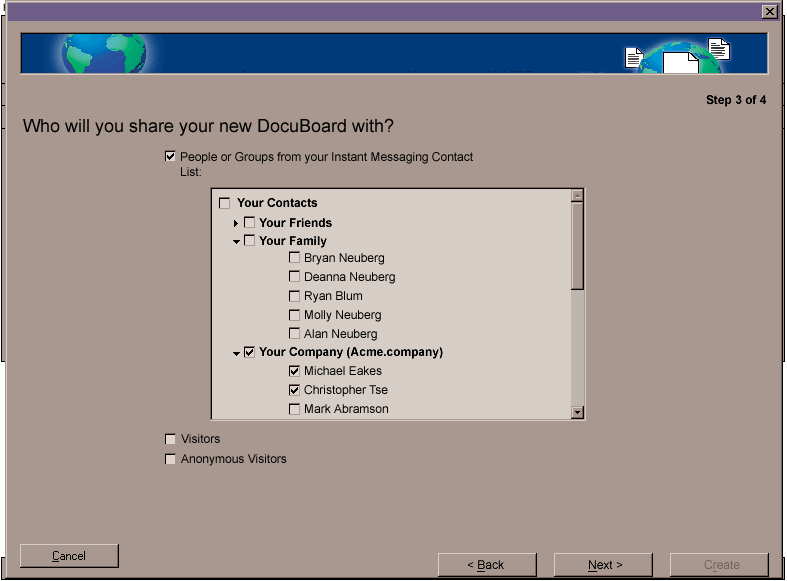 Step 3 of 4
Who will you share your new DocuBoard with?
People or Groups from your Instant Messaging Contact
List:
Your Contacts
Your Friends
Your Family
Bryan Neuberg
Deanna Neuberg
Ryan Blum
Molly Neuberg
Alan Neuberg
Your Company (Acme.company)
Michael Eakes
Christopher Tse
Mark Abramson
Visitors
Anonymous Visitors
Cancel
< Back
Next >
Create